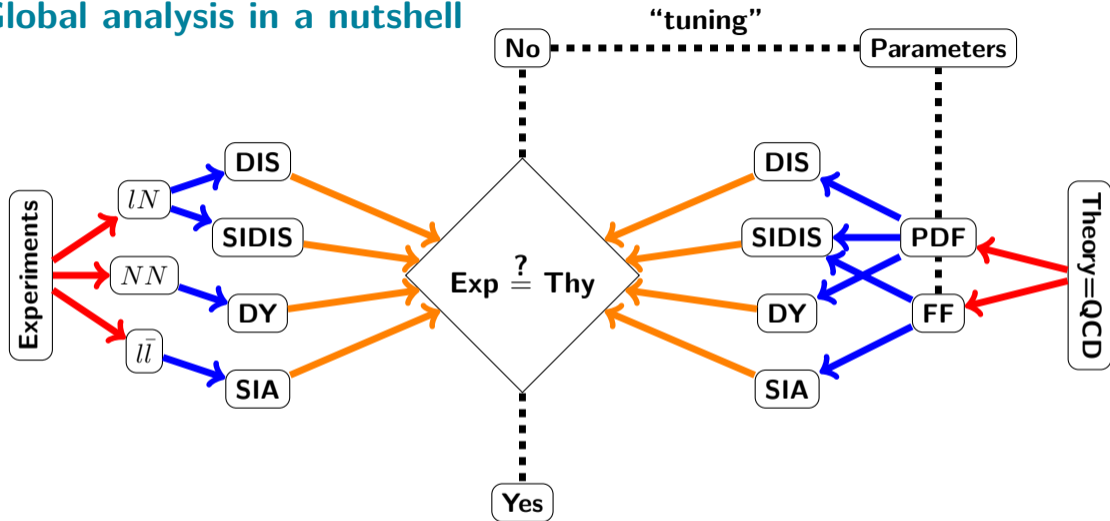 Global analysis in a nutshell
"tuning"
No
Parameters
DIS
DIS
Experiments
lN
SIDIS
SIDIS
PDF
Theory=QCD
NN
Exp ≟ Thy
DY
DY
FF
ll̄
SIA
SIA
Yes